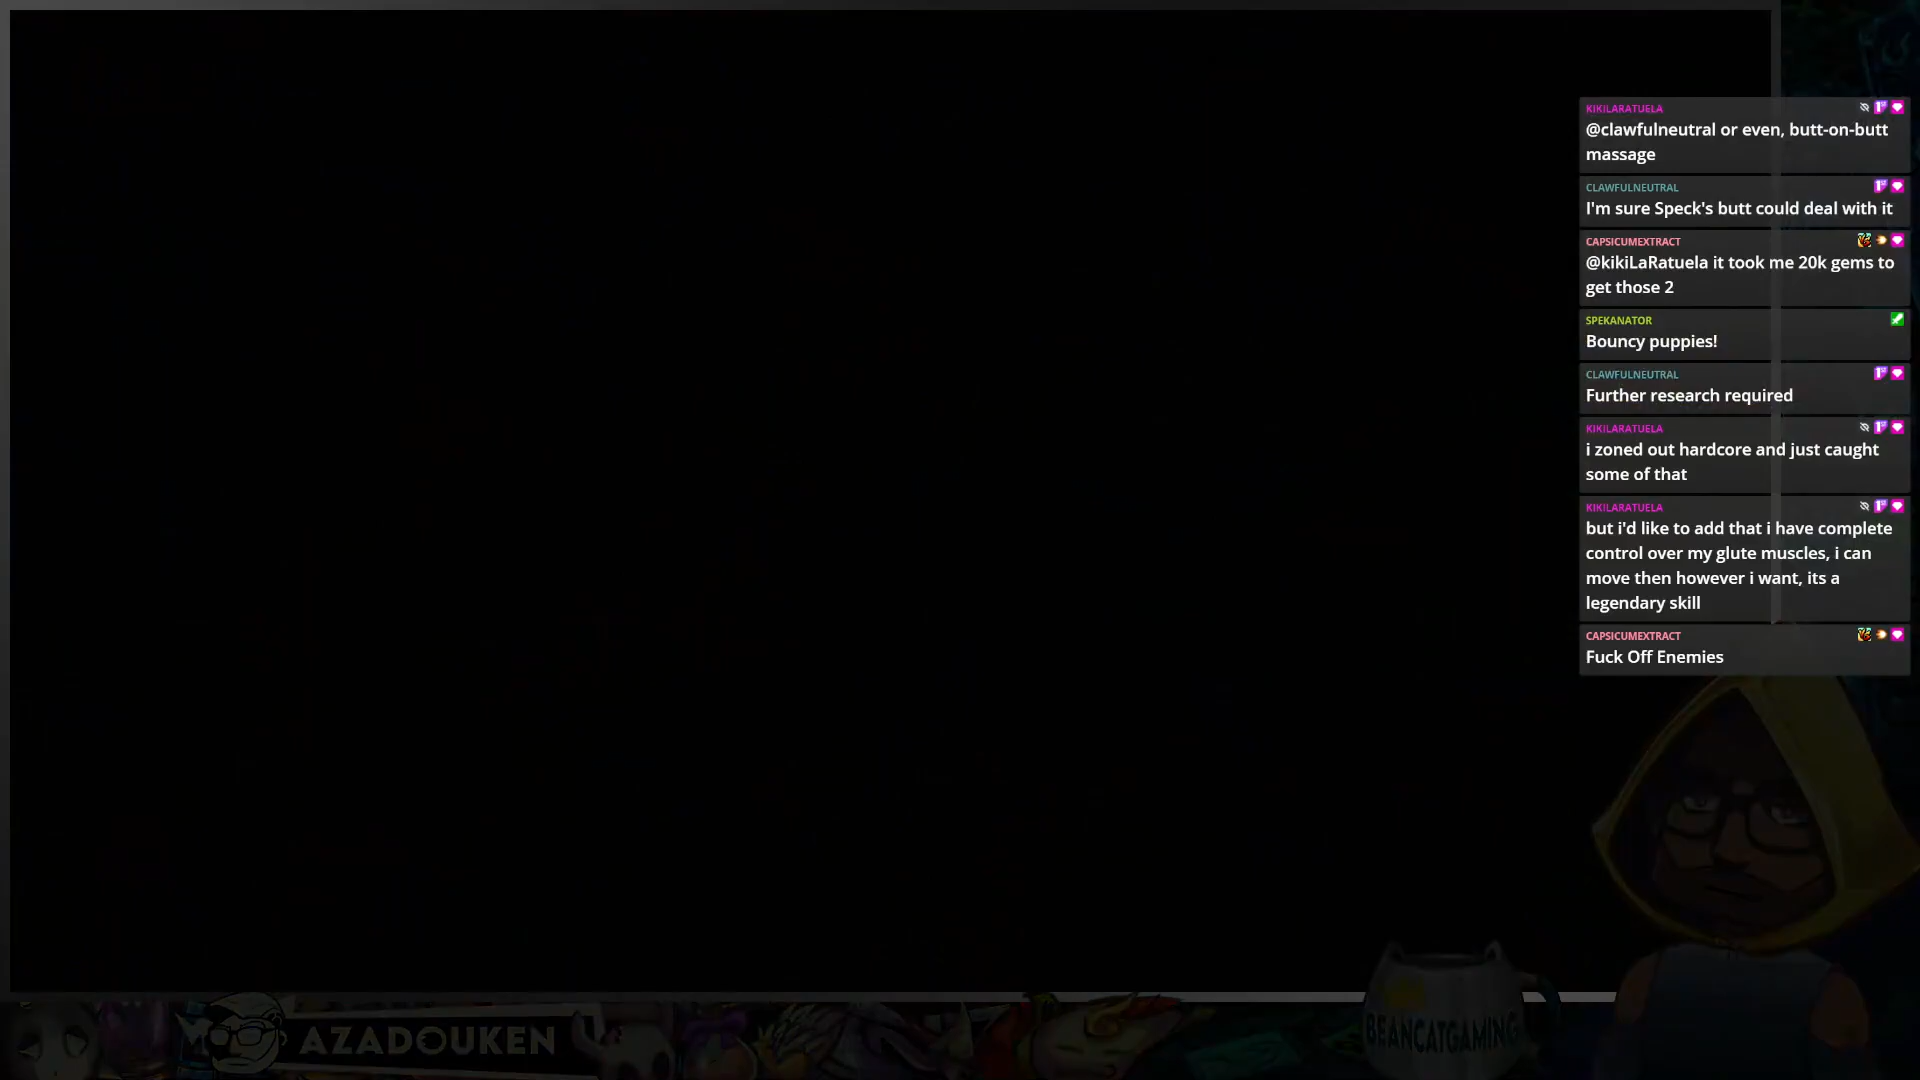 KIKILARATUELA
@clawfulneutral or even, butt-on-butt
massage
CLAWFULNEUTRAL
I'm sure Speck's butt could deal with it
CAPSICUMEXTRACT
@kikiLaRatuela it took me 20k gems to
get those 2
SPEKANATOR
Bouncy puppies!
CLAWFULNEUTRAL
Further research required
KIKILARATUELA
i zoned out hardcore and just caught
some of that
KIKILARATUELA
but i'd like to add that i have complete
control over my glute muscles, i can
move then however i want, its a
legendary skill
CAPSICUMEXTRACT
Fuck Off Enemies
AZADOUKEN
BEANCATGAMING